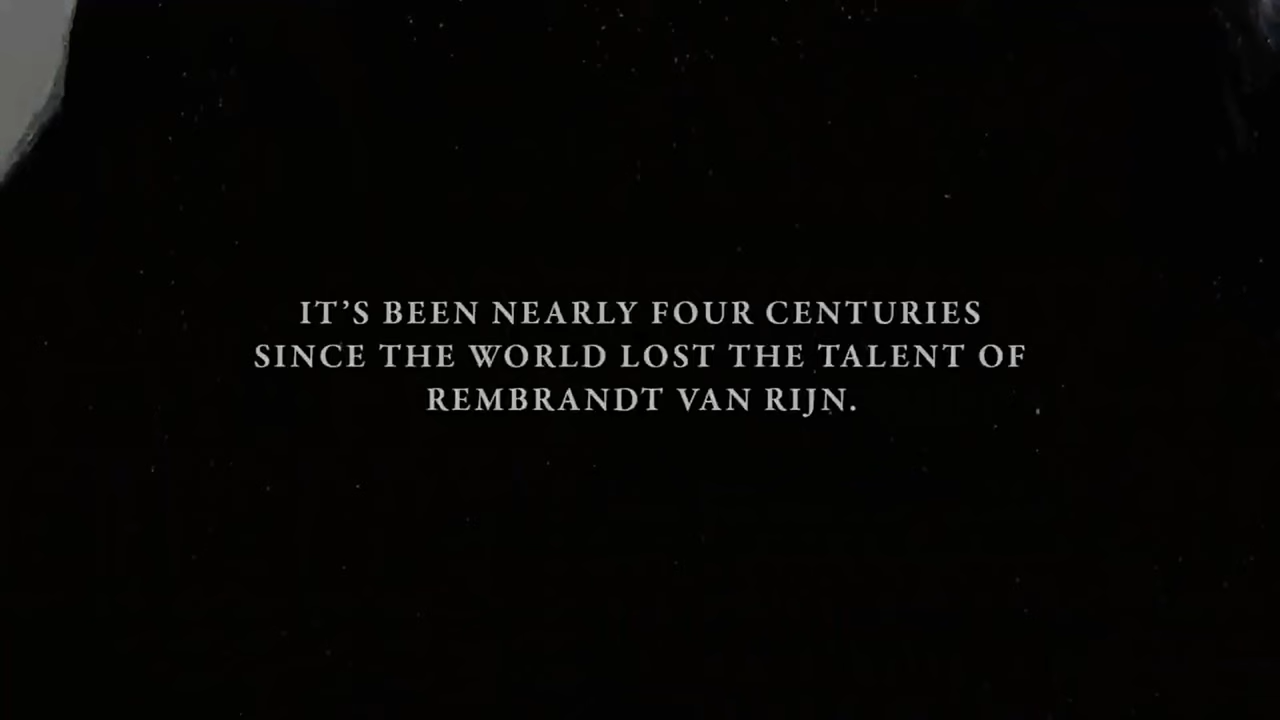 IT’S BEEN NEARLY FOUR CENTURIES
SINCE THE WORLD LOST THE TALENT OF
REMBRANDT VAN RIJN.